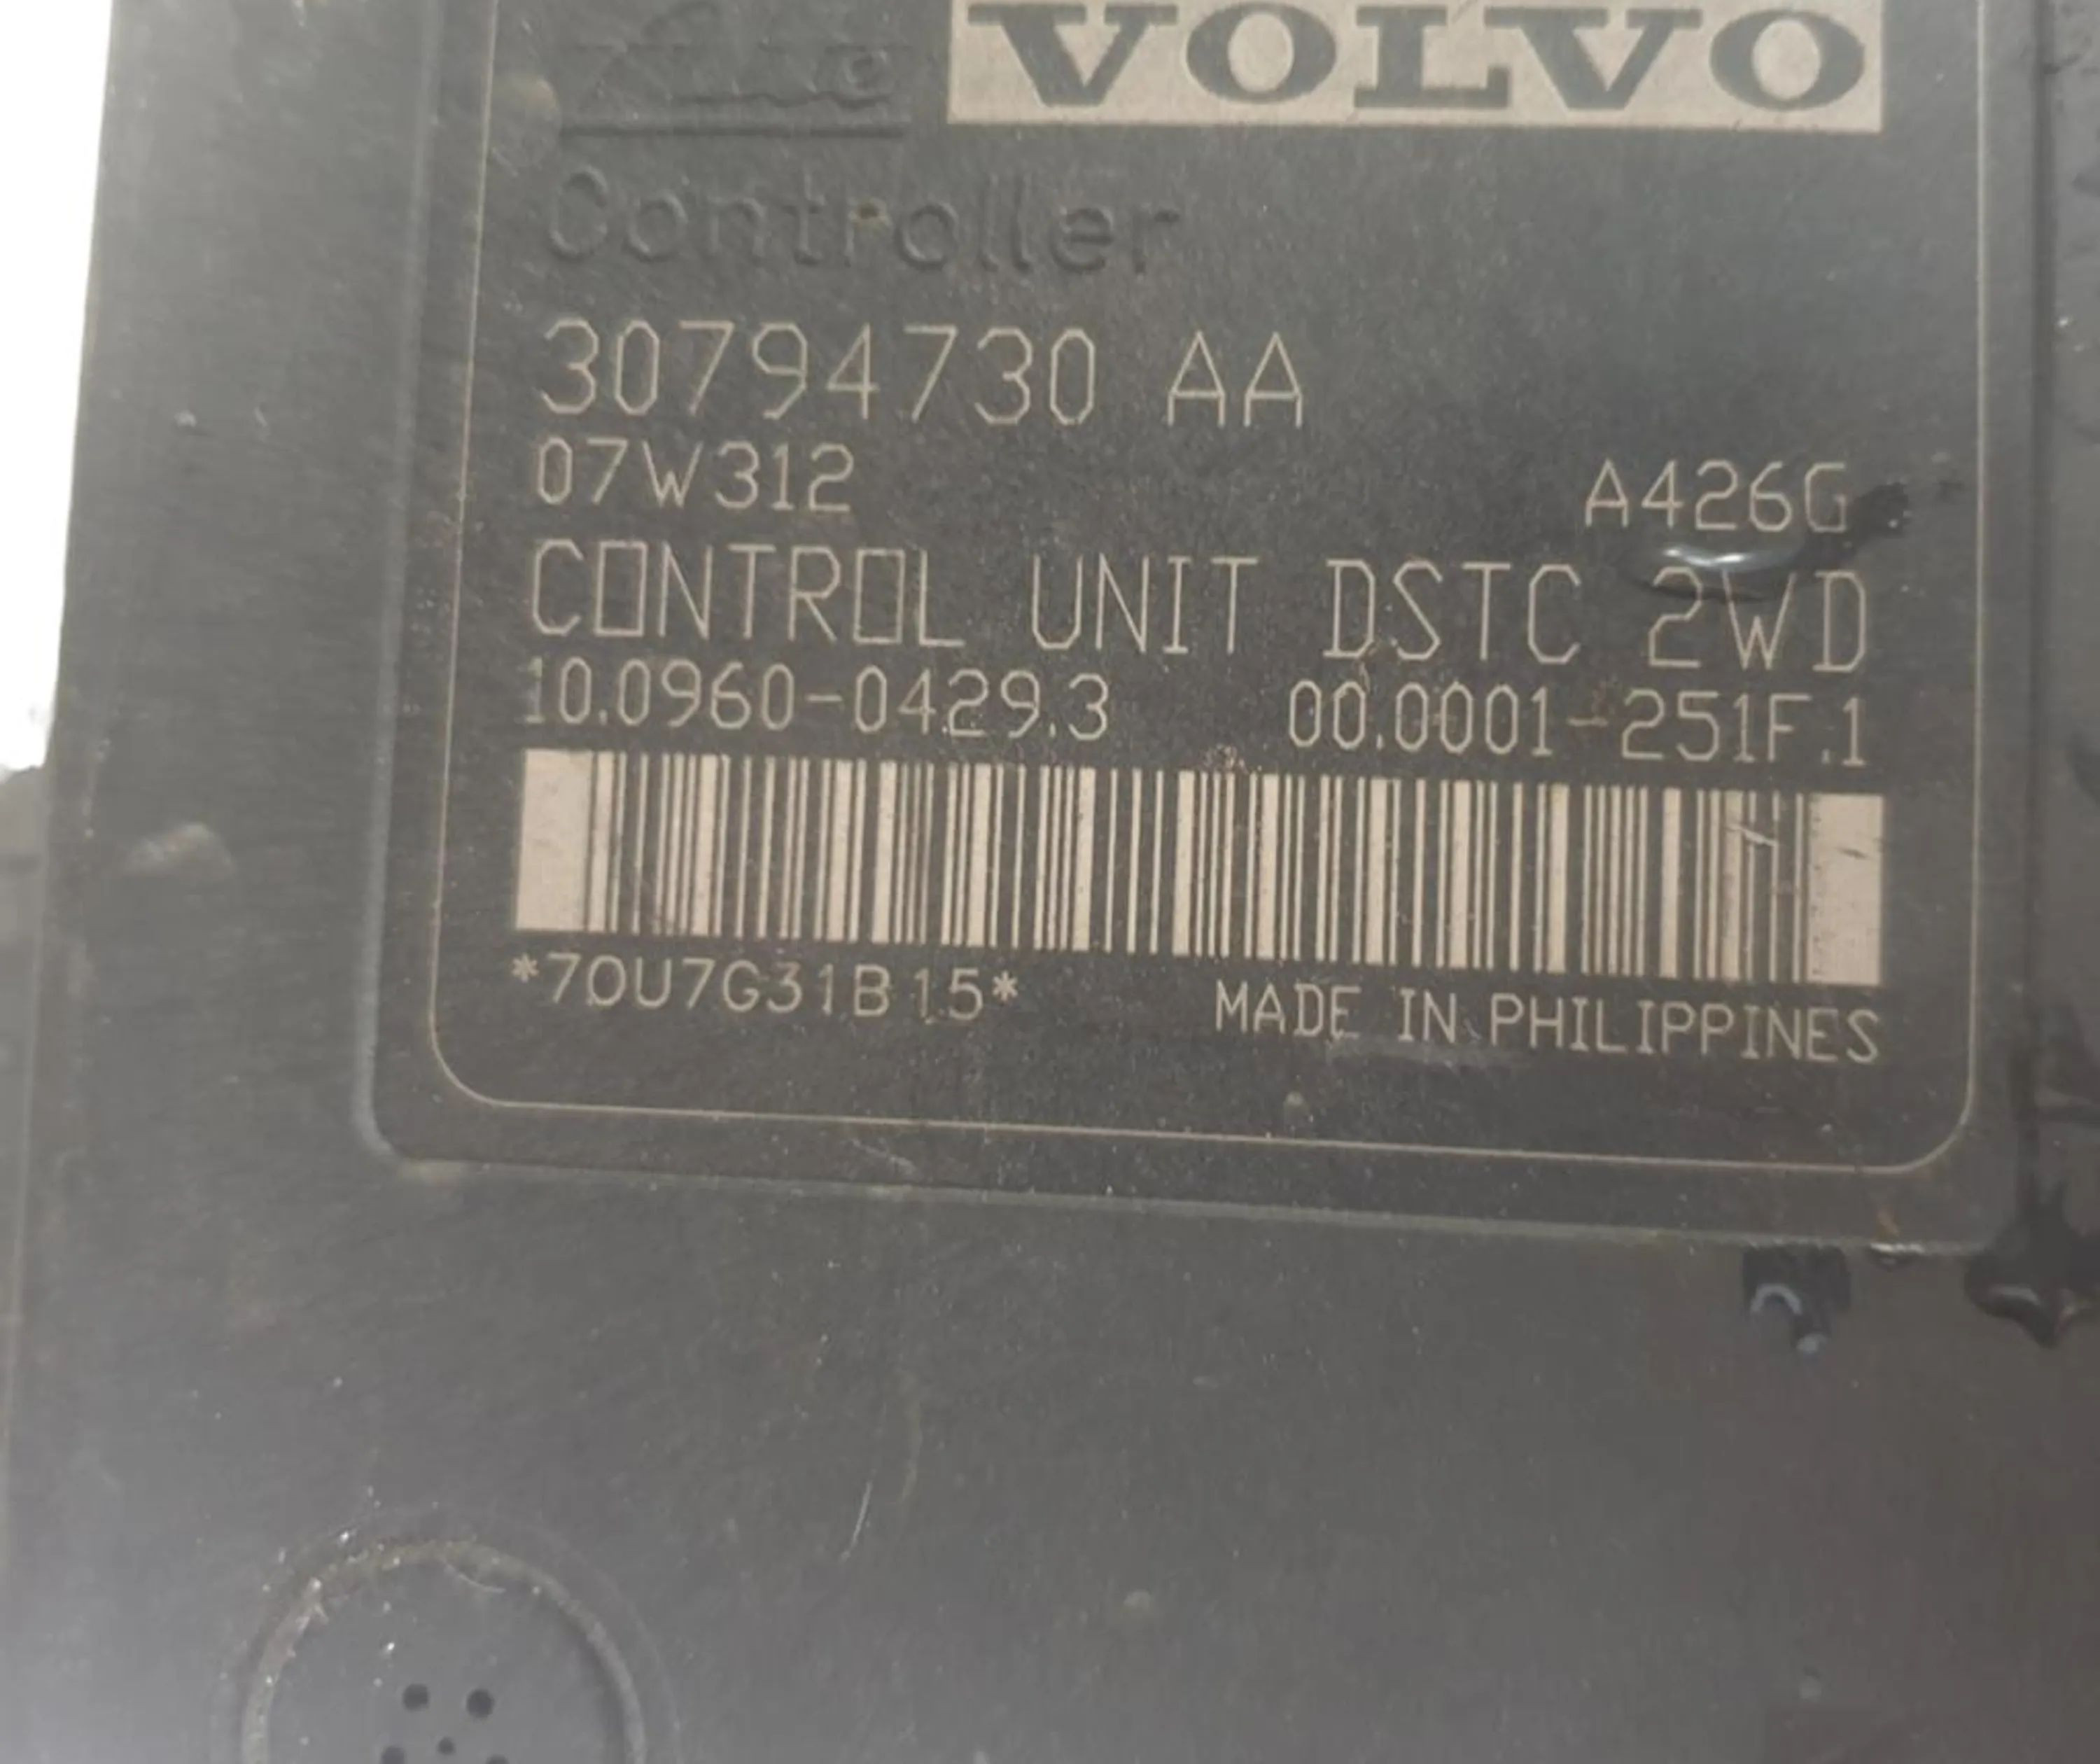 VOLVO
Controller
30794730 AA
07W312 A426G
CONTROL UNIT DSTC 2WD
10.0960-0429.3 00.0001-251F.1
*70U7G31B15* MADE IN PHILIPPINES